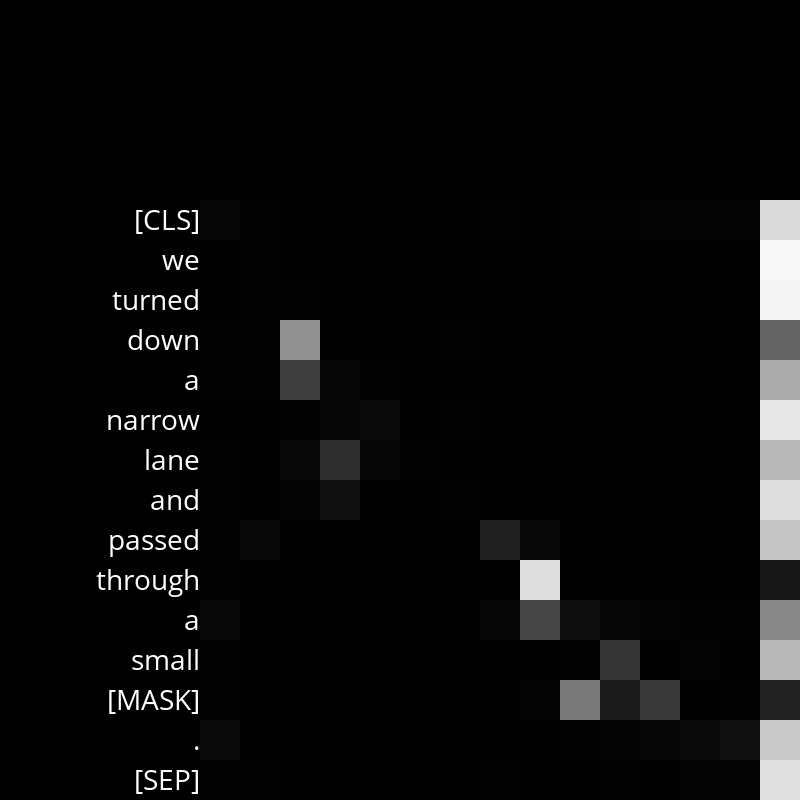 [CLS]
we
turned
down
a
narrow
lane
and
passed
through
a
small
[MASK]
.
[SEP]